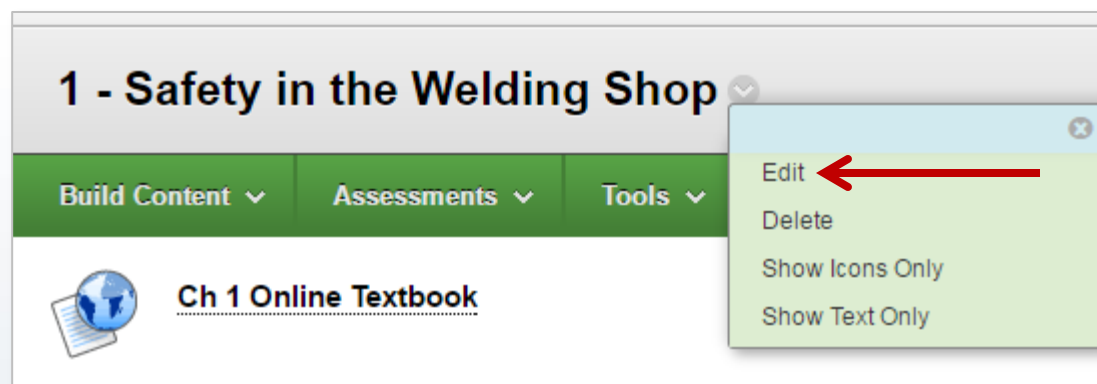 1 - Safety in the Welding Shop
Build Content
Assessments
Tools
Edit
Delete
Show Icons Only
Show Text Only
Ch 1 Online Textbook